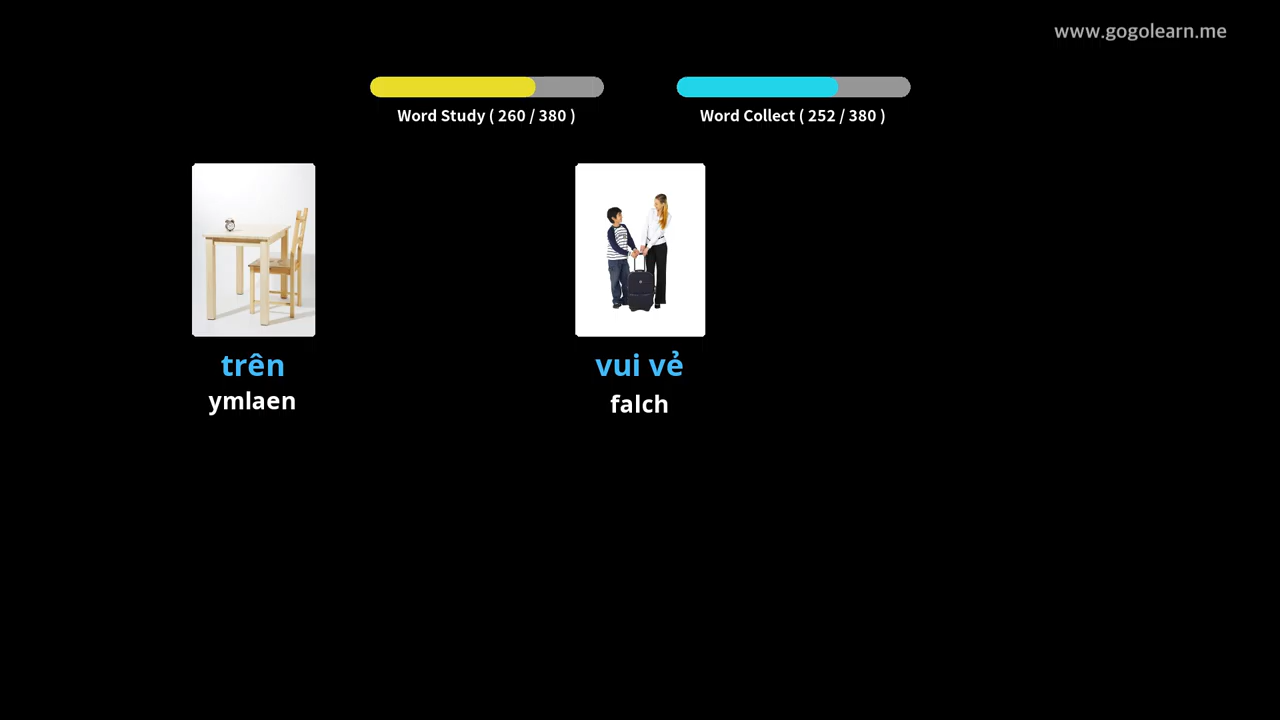 www.gogolearn.me
Word Study ( 260 / 380 )
Word Collect ( 252 / 380 )
trên
ymlaen
vui vẻ
falch